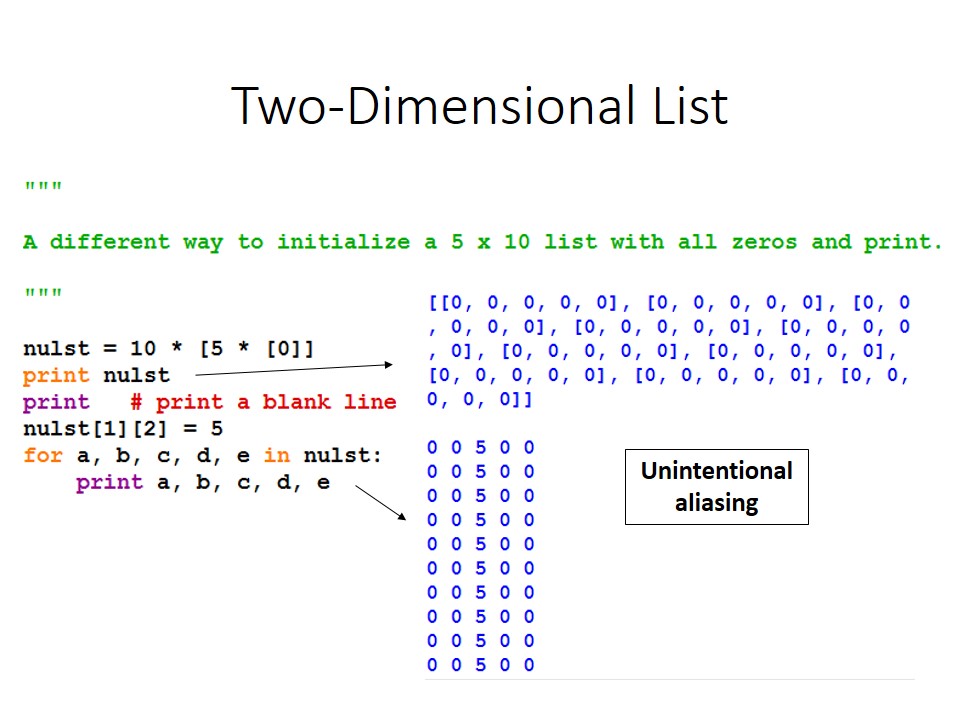 Two-Dimensional List
"""
A different way to initialize a 5 x 10 list with all zeros and print.
"""
nulst = 10 * [5 * [0]]
print nulst
print   # print a blank line
nulst[1][2] = 5
for a, b, c, d, e in nulst:
    print a, b, c, d, e
[[0, 0, 0, 0, 0], [0, 0, 0, 0, 0], [0, 0
, 0, 0, 0], [0, 0, 0, 0, 0], [0, 0, 0, 0
, 0], [0, 0, 0, 0, 0], [0, 0, 0, 0, 0],
[0, 0, 0, 0, 0], [0, 0, 0, 0, 0], [0, 0,
0, 0, 0]]
0 0 5 0 0
0 0 5 0 0
0 0 5 0 0
0 0 5 0 0
0 0 5 0 0
0 0 5 0 0
0 0 5 0 0
0 0 5 0 0
0 0 5 0 0
0 0 5 0 0
Unintentional
aliasing